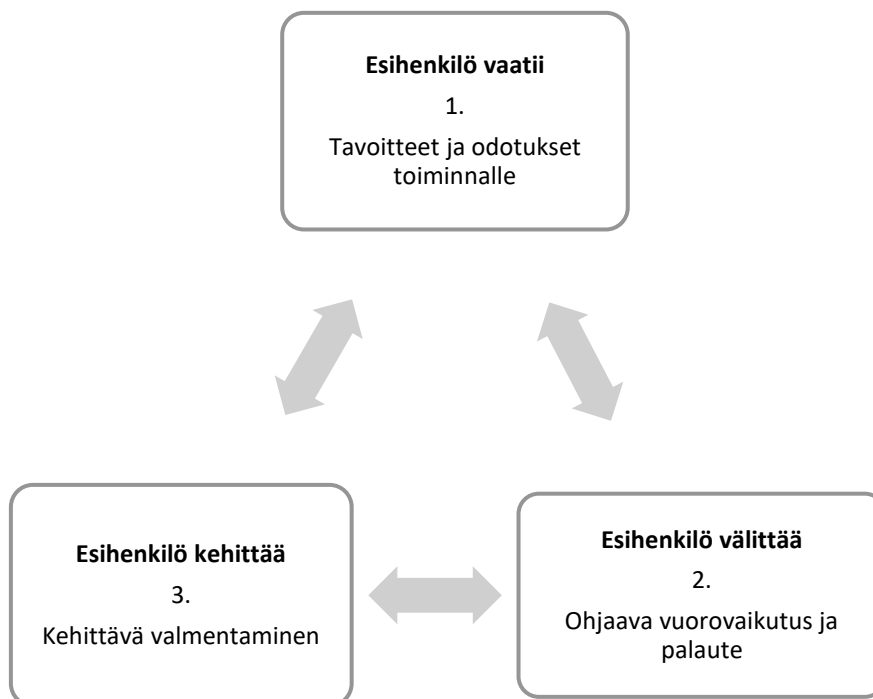 Esihenkilö vaatii
1.
Tavoitteet ja odotukset
toiminnalle
Esihenkilö kehittää
3.
Kehittävä valmentaminen
Esihenkilö välittää
2.
Ohjaava vuorovaikutus ja
palaute